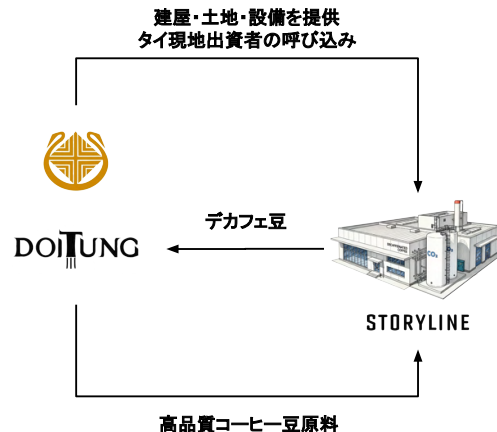 建屋・土地・設備を提供
タイ現地出資者の呼び込み
デカフェ豆
DOITUNG
CO₂
STORYLINE
高品質コーヒー豆原料